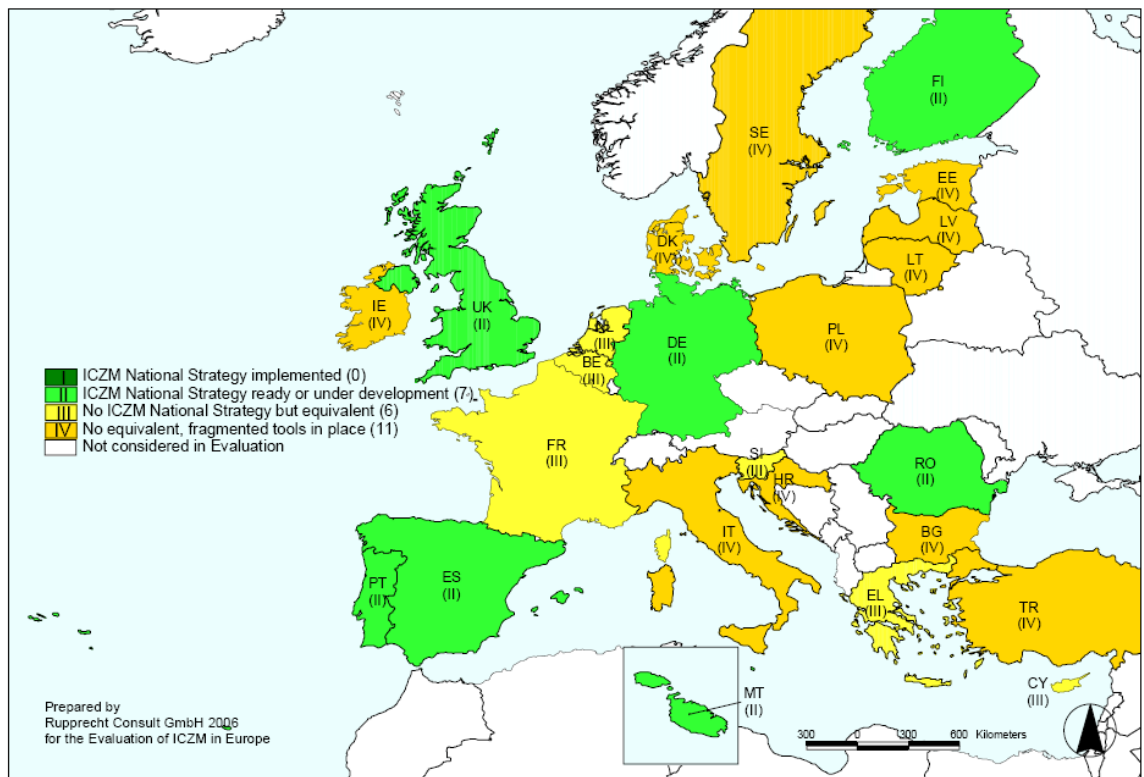 FI
(II)
SE
(IV)
EE
(IV)
LV
(IV)
DK
(IV)
LT
(IV)
IE
(IV)
UK
(II)
NL
(III)
DE
(II)
PL
(IV)
BE
(III)
I ICZM National Strategy implemented (0)
II ICZM National Strategy ready or under development (7)
III No ICZM National Strategy but equivalent (6)
IV No equivalent, fragmented tools in place (11)
Not considered in Evaluation
FR
(III)
SI
(III)
HR
(IV)
RO
(II)
IT
(IV)
BG
(IV)
PT
(II)
ES
(II)
EL
(III)
TR
(IV)
MT
(II)
CY
(III)
Prepared by
Rupprecht Consult GmbH 2006
for the Evaluation of ICZM in Europe
300 0 300 600 Kilometers